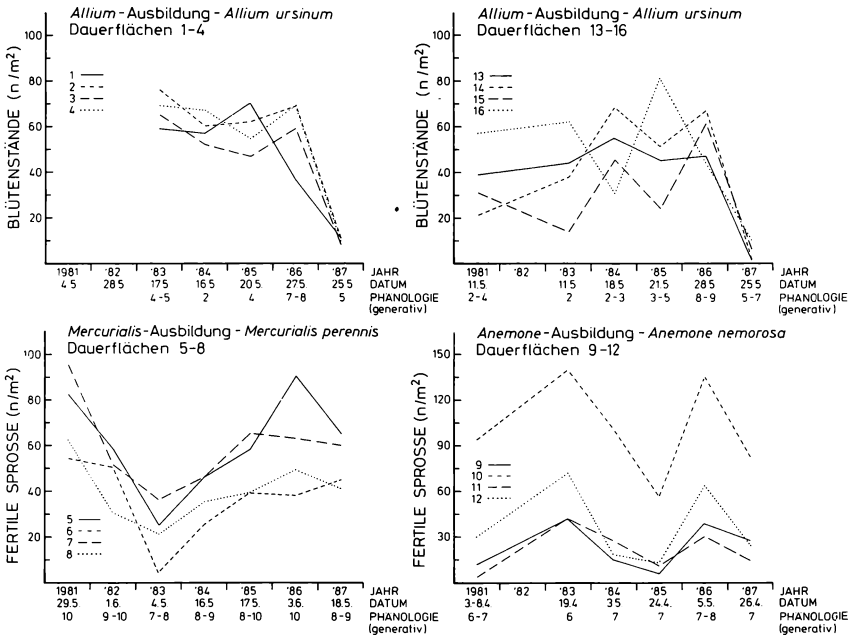 Allium-Ausbildung - Allium ursinum
Dauerflächen 1-4
BLÜTENSTÄNDE (n/m²)
100
80
60
40
20
1
2
3
4
1981 '82 '83 '84 '85 '86 '87 JAHR
4.5 28.5 17.5 16.5 20.5. 27.5 25.5 DATUM
4-5 2 4 7-8 5 PHANOLOGIE
(generativ)
Allium-Ausbildung - Allium ursinum
Dauerflächen 13-16
BLÜTENSTÄNDE (n/m²)
100
80
60
40
20
13
14
15
16
1981 '82 '83 '84 '85 '86 '87 JAHR
11.5. 11.5 18.5 21.5 28.5 25.5 DATUM
2-4 2 2-3 3-5 8-9 5-7 PHANOLOGIE
(generativ)
Mercurialis-Ausbildung - Mercurialis perennis
Dauerflächen 5-8
FERTILE SPROSSE (n/m²)
100
80
60
40
20
5
6
7
8
1981 '82 '83 '84 '85 '86 '87 JAHR
29.5. 1.6. 4.5 16.5 17.5. 3.6. 18.5. DATUM
10 9-10 7-8 8-9 8-10 10 8-9 PHANOLOGIE
(generativ)
Anemone-Ausbildung - Anemone nemorosa
Dauerflächen 9-12
FERTILE SPROSSE (n/m²)
150
120
90
60
30
9
10
11
12
1981 '82 '83 '84 '85 '86 '87 JAHR
3.-8.4. 19.4 3.5 24.4. 5.5. 26.4. DATUM
6-7 6 7 7 7-8 7 PHANOLOGIE
(generativ)